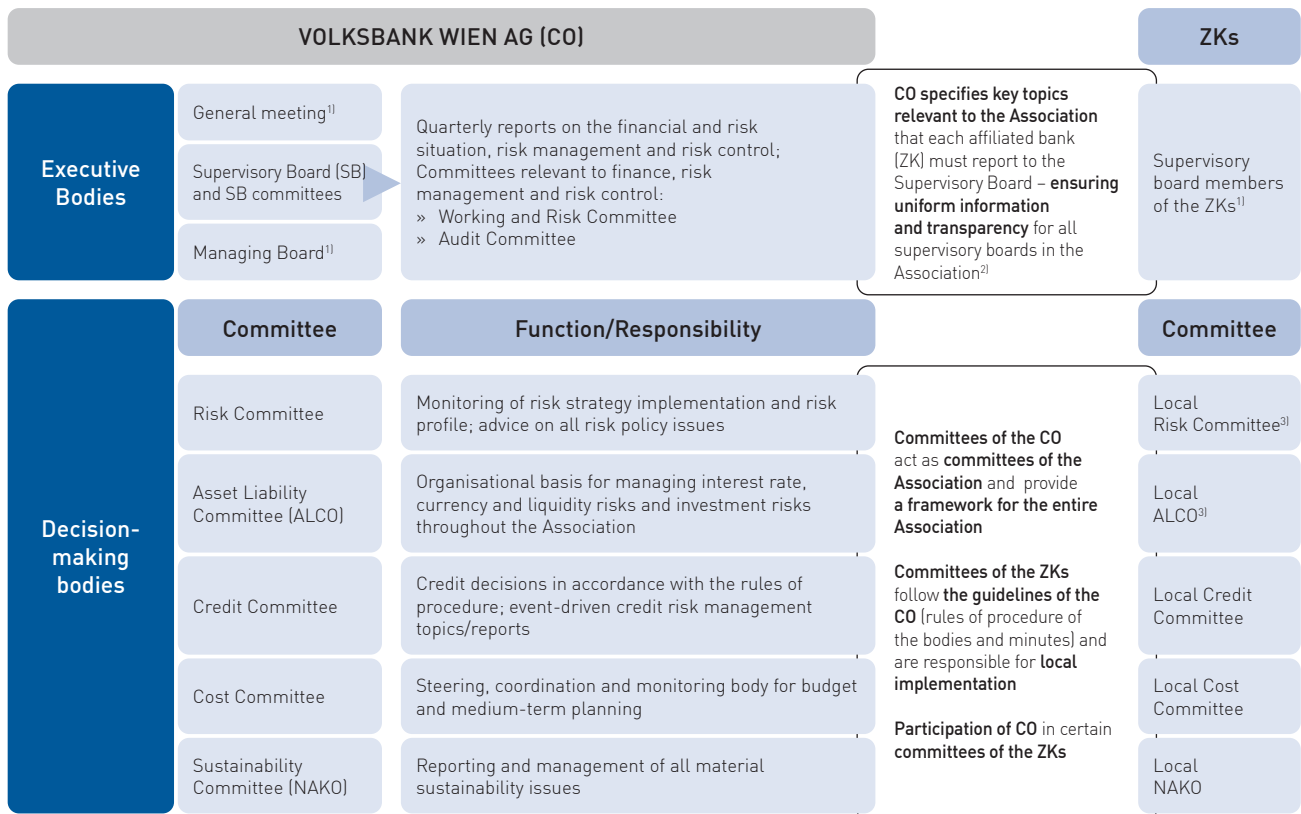 VOLKSBANK WIEN AG (CO)
ZKs
Executive
Bodies
General meeting1)
Supervisory Board (SB)
and SB committees
Managing Board1)
Quarterly reports on the financial and risk
situation, risk management and risk control;
Committees relevant to finance, risk
management and risk control:
» Working and Risk Committee
» Audit Committee
CO specifies key topics
relevant to the Association
that each affiliated bank
(ZK) must report to the
Supervisory Board – ensuring
uniform information
and transparency for all
supervisory boards in the
Association2)
Supervisory
board members
of the ZKs1)
Decision-
making
bodies
Committee
Function/Responsibility
Committee
Risk Committee
Monitoring of risk strategy implementation and risk
profile; advice on all risk policy issues
Asset Liability
Committee (ALCO)
Organisational basis for managing interest rate,
currency and liquidity risks and investment risks
throughout the Association
Credit Committee
Credit decisions in accordance with the rules of
procedure; event-driven credit risk management
topics/reports
Cost Committee
Steering, coordination and monitoring body for budget
and medium-term planning
Sustainability
Committee (NAKO)
Reporting and management of all material
sustainability issues
Committees of the CO
act as committees of the
Association and provide
a framework for the entire
Association
Committees of the ZKs
follow the guidelines of the
CO (rules of procedure of
the bodies and minutes) and
are responsible for local
implementation
Participation of CO in certain
committees of the ZKs
Local
Risk Committee3)
Local
ALCO3)
Local Credit
Committee
Local Cost
Committee
Local
NAKO